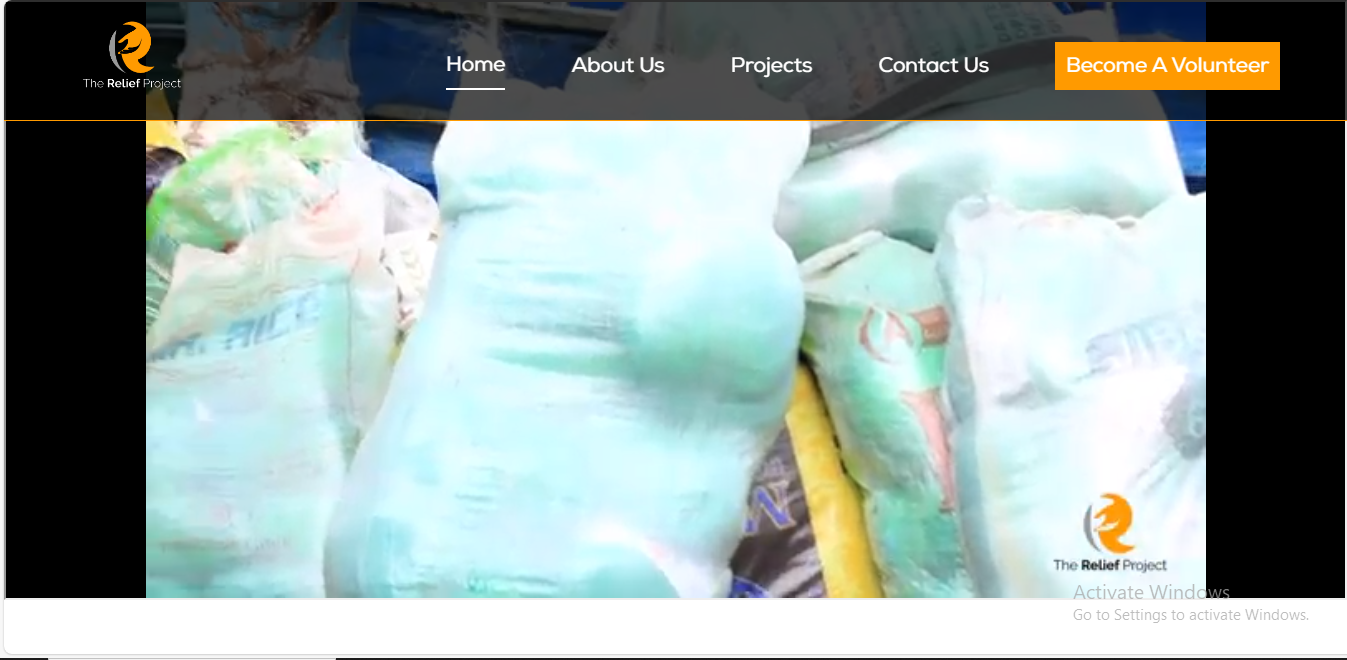 The Relief Project
Home
About Us
Projects
Contact Us
Become A Volunteer
The Relief Project
Activate Windows
Go to Settings to activate Windows.